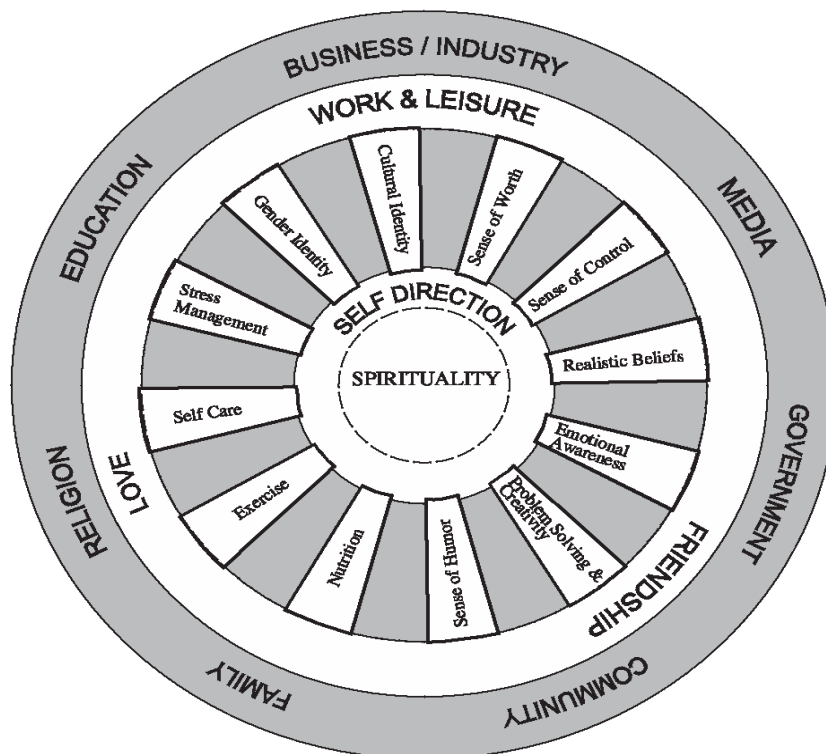 BUSINESS / INDUSTRY
MEDIA
GOVERNMENT
COMMUNITY
FAMILY
RELIGION
EDUCATION
WORK & LEISURE
FRIENDSHIP
LOVE
Cultural Identity
Sense of Worth
Sense of Control
Realistic Beliefs
Emotional
Awareness
Problem Solving &
Creativity
Sense of Humor
Nutrition
Exercise
Self Care
Stress
Management
Gender Identity
SELF DIRECTION
SPIRITUALITY